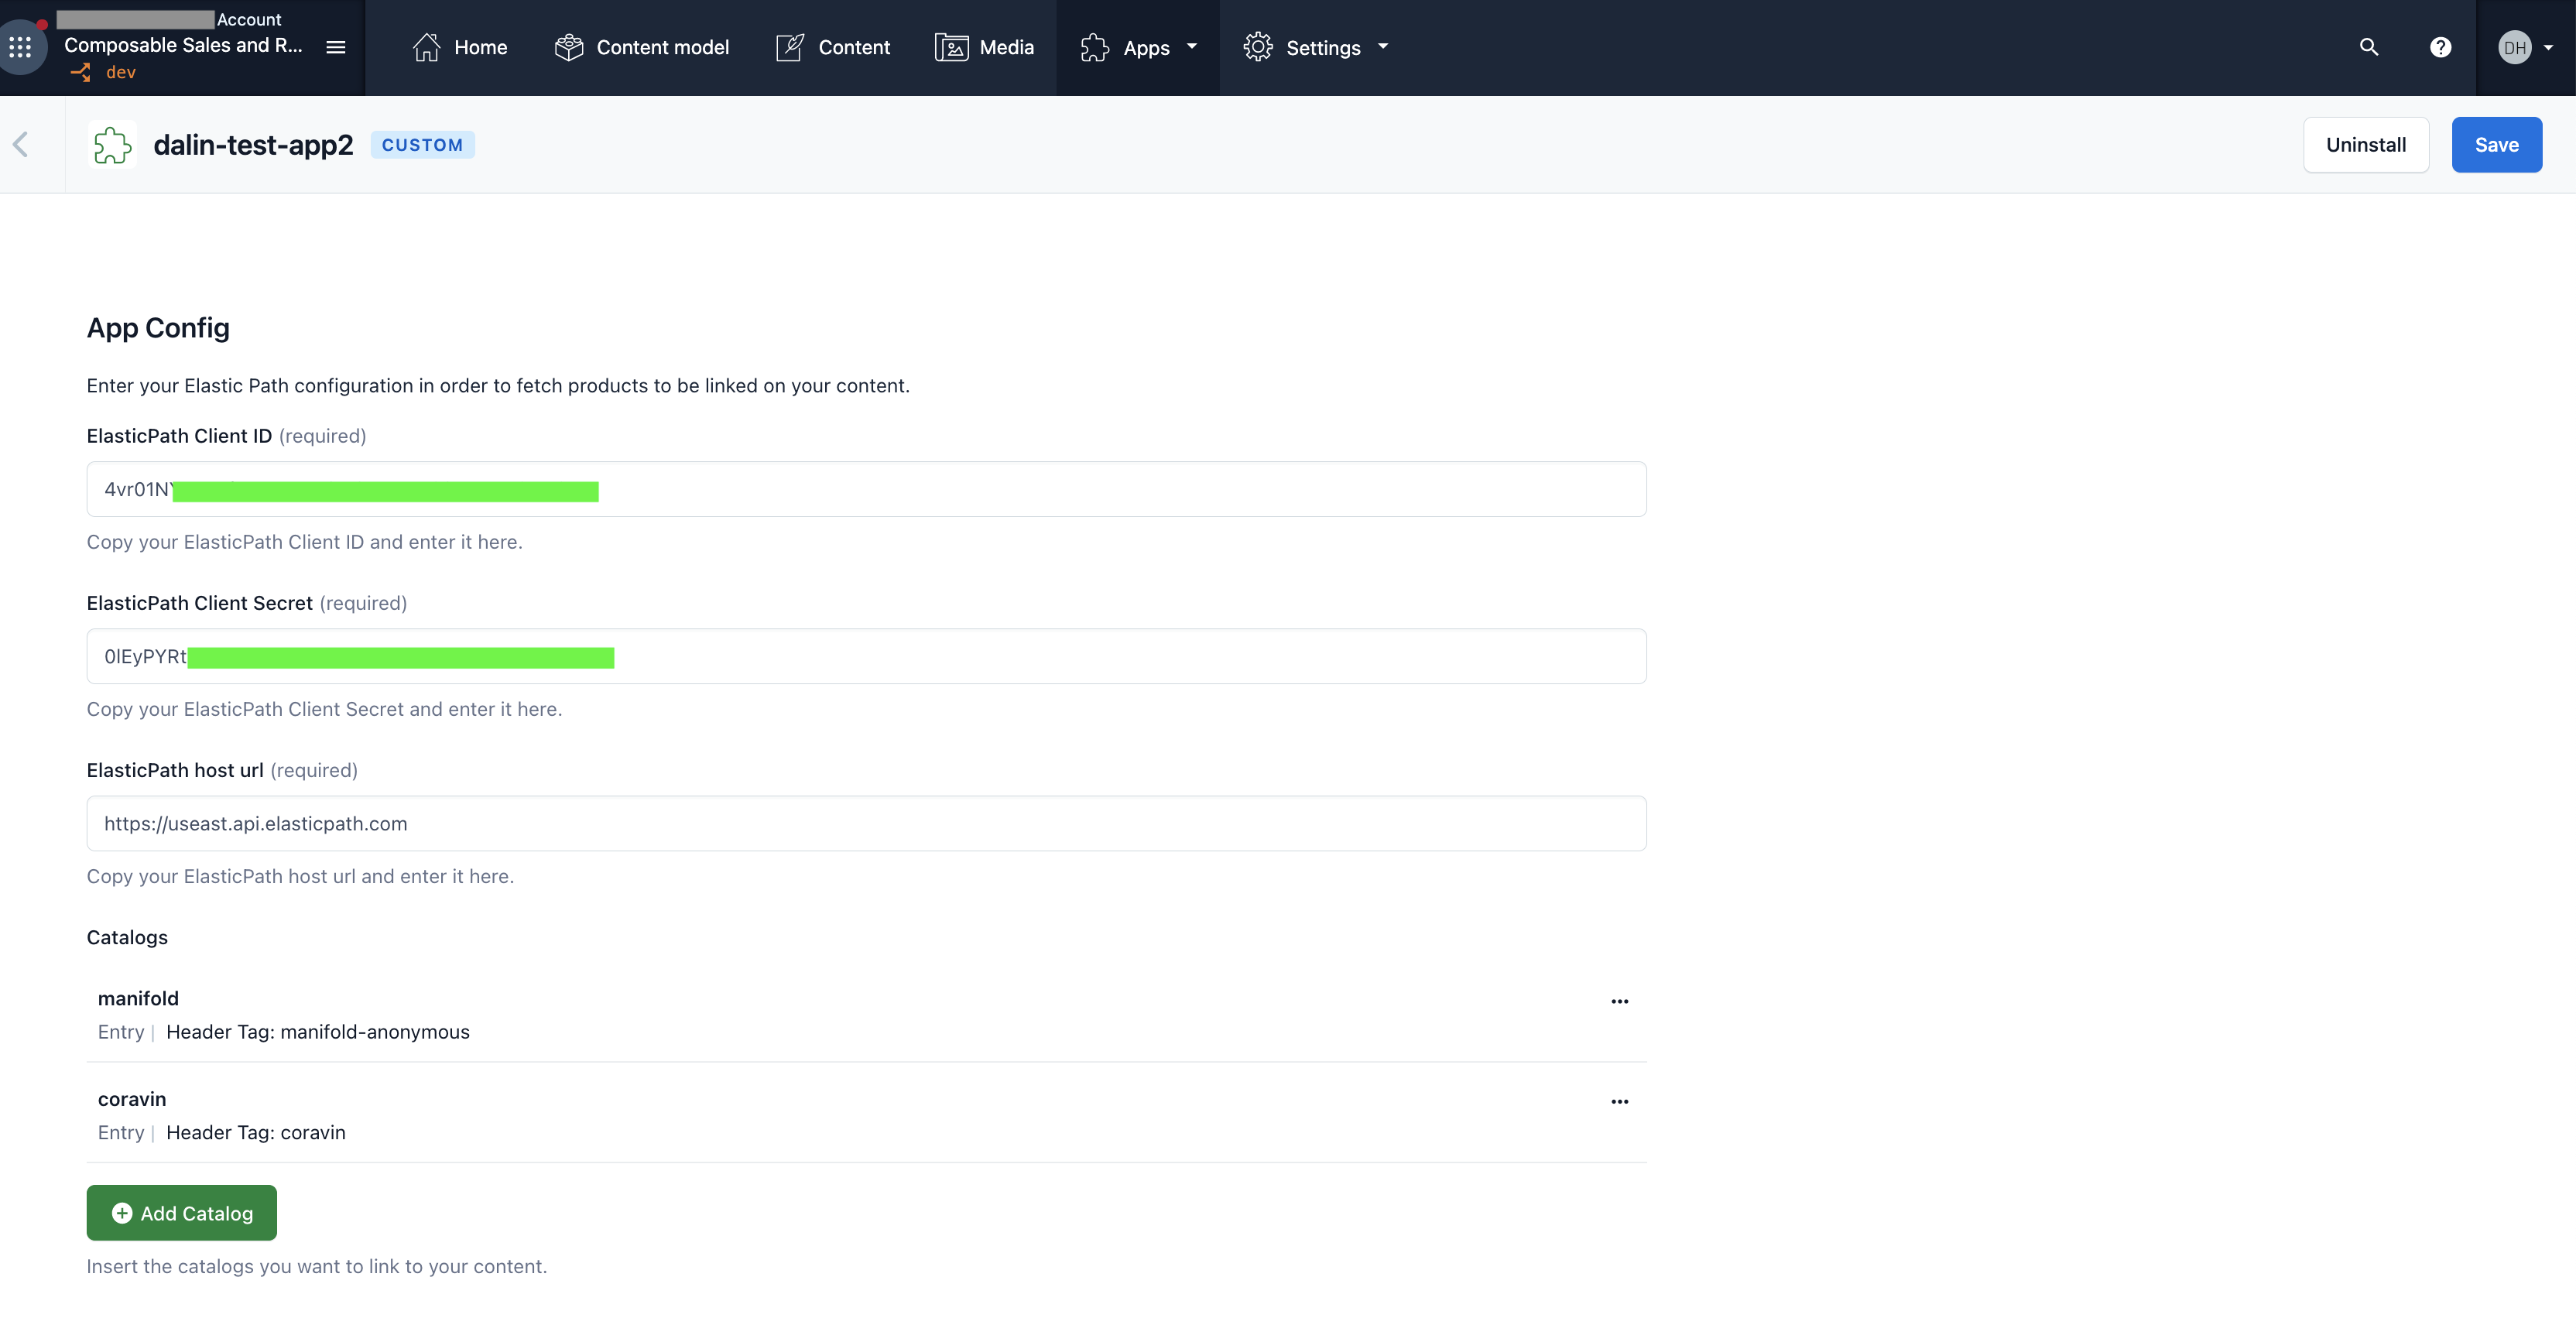 Account
Composable Sales and R...
dev
Home
Content model
Content
Media
Apps
Settings
DH
dalin-test-app2
CUSTOM
Uninstall
Save
App Config
Enter your Elastic Path configuration in order to fetch products to be linked on your content.
ElasticPath Client ID (required)
4vr01N
Copy your ElasticPath Client ID and enter it here.
ElasticPath Client Secret (required)
0lEyPYRt
Copy your ElasticPath Client Secret and enter it here.
ElasticPath host url (required)
https://useast.api.elasticpath.com
Copy your ElasticPath host url and enter it here.
Catalogs
manifold
Entry | Header Tag: manifold-anonymous
coravin
Entry | Header Tag: coravin
Add Catalog
Insert the catalogs you want to link to your content.